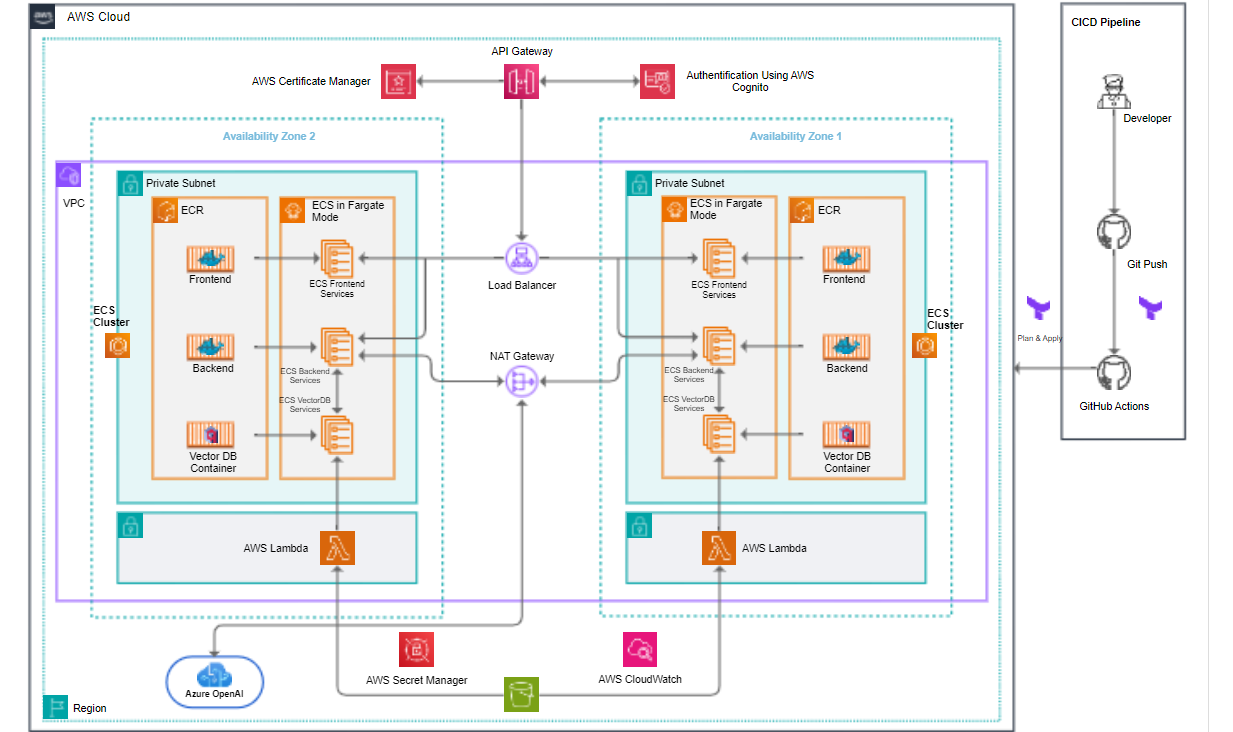 AWS Cloud
CICD Pipeline
API Gateway
AWS Certificate Manager
Authentification Using AWS
Cognito
Developer
Availability Zone 2
Availability Zone 1
VPC
Private Subnet
ECR
ECS in Fargate
Mode
Frontend
ECS Frontend
Services
ECS
Cluster
Backend
ECS Backend
Services
ECS VectorDB
Services
Vector DB
Container
AWS Lambda
Load Balancer
NAT Gateway
Private Subnet
ECS in Fargate
Mode
ECR
ECS Frontend
Services
Frontend
ECS
Cluster
ECS Backend
Services
Backend
ECS VectorDB
Services
Vector DB
Container
AWS Lambda
Git Push
Plan & Apply
GitHub Actions
AWS Secret Manager
AWS CloudWatch
Azure OpenAI
Region